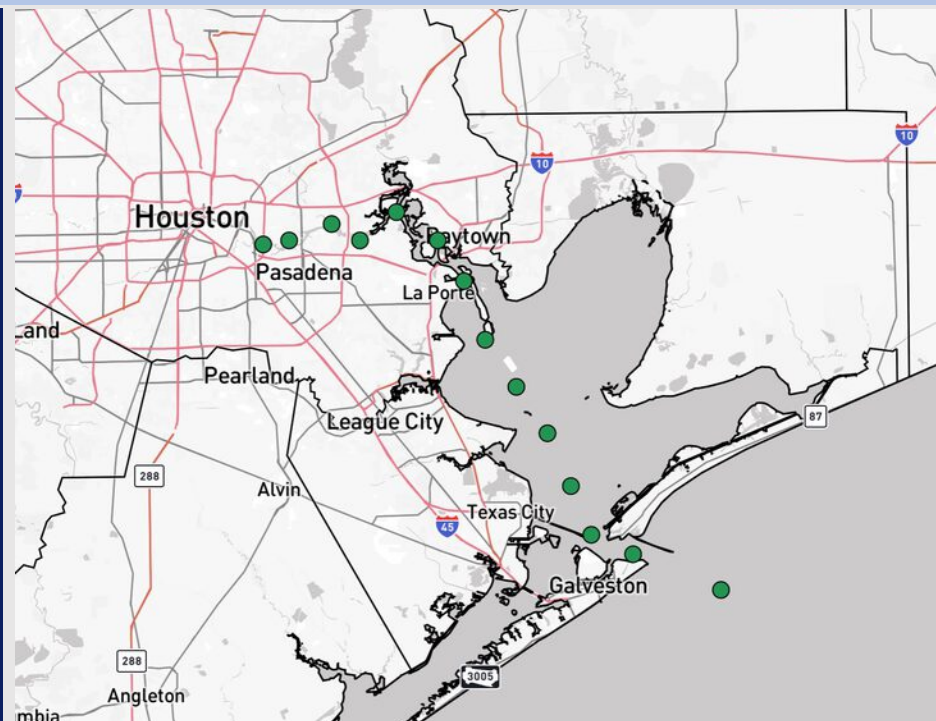 10
10
Houston
Baytown
Pasadena
La Porte
Land
Pearland
87
League City
288
Alvin
Texas City
45
Galveston
288
3005
Angleton
mbia